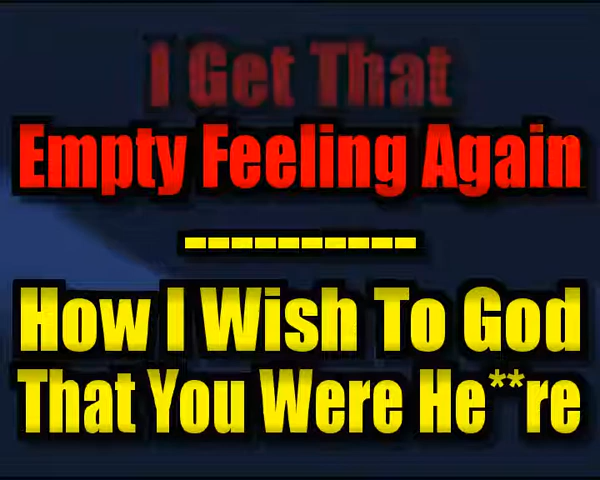 I Get That
Empty Feeling Again
----------
How I Wish To God
That You Were He**re